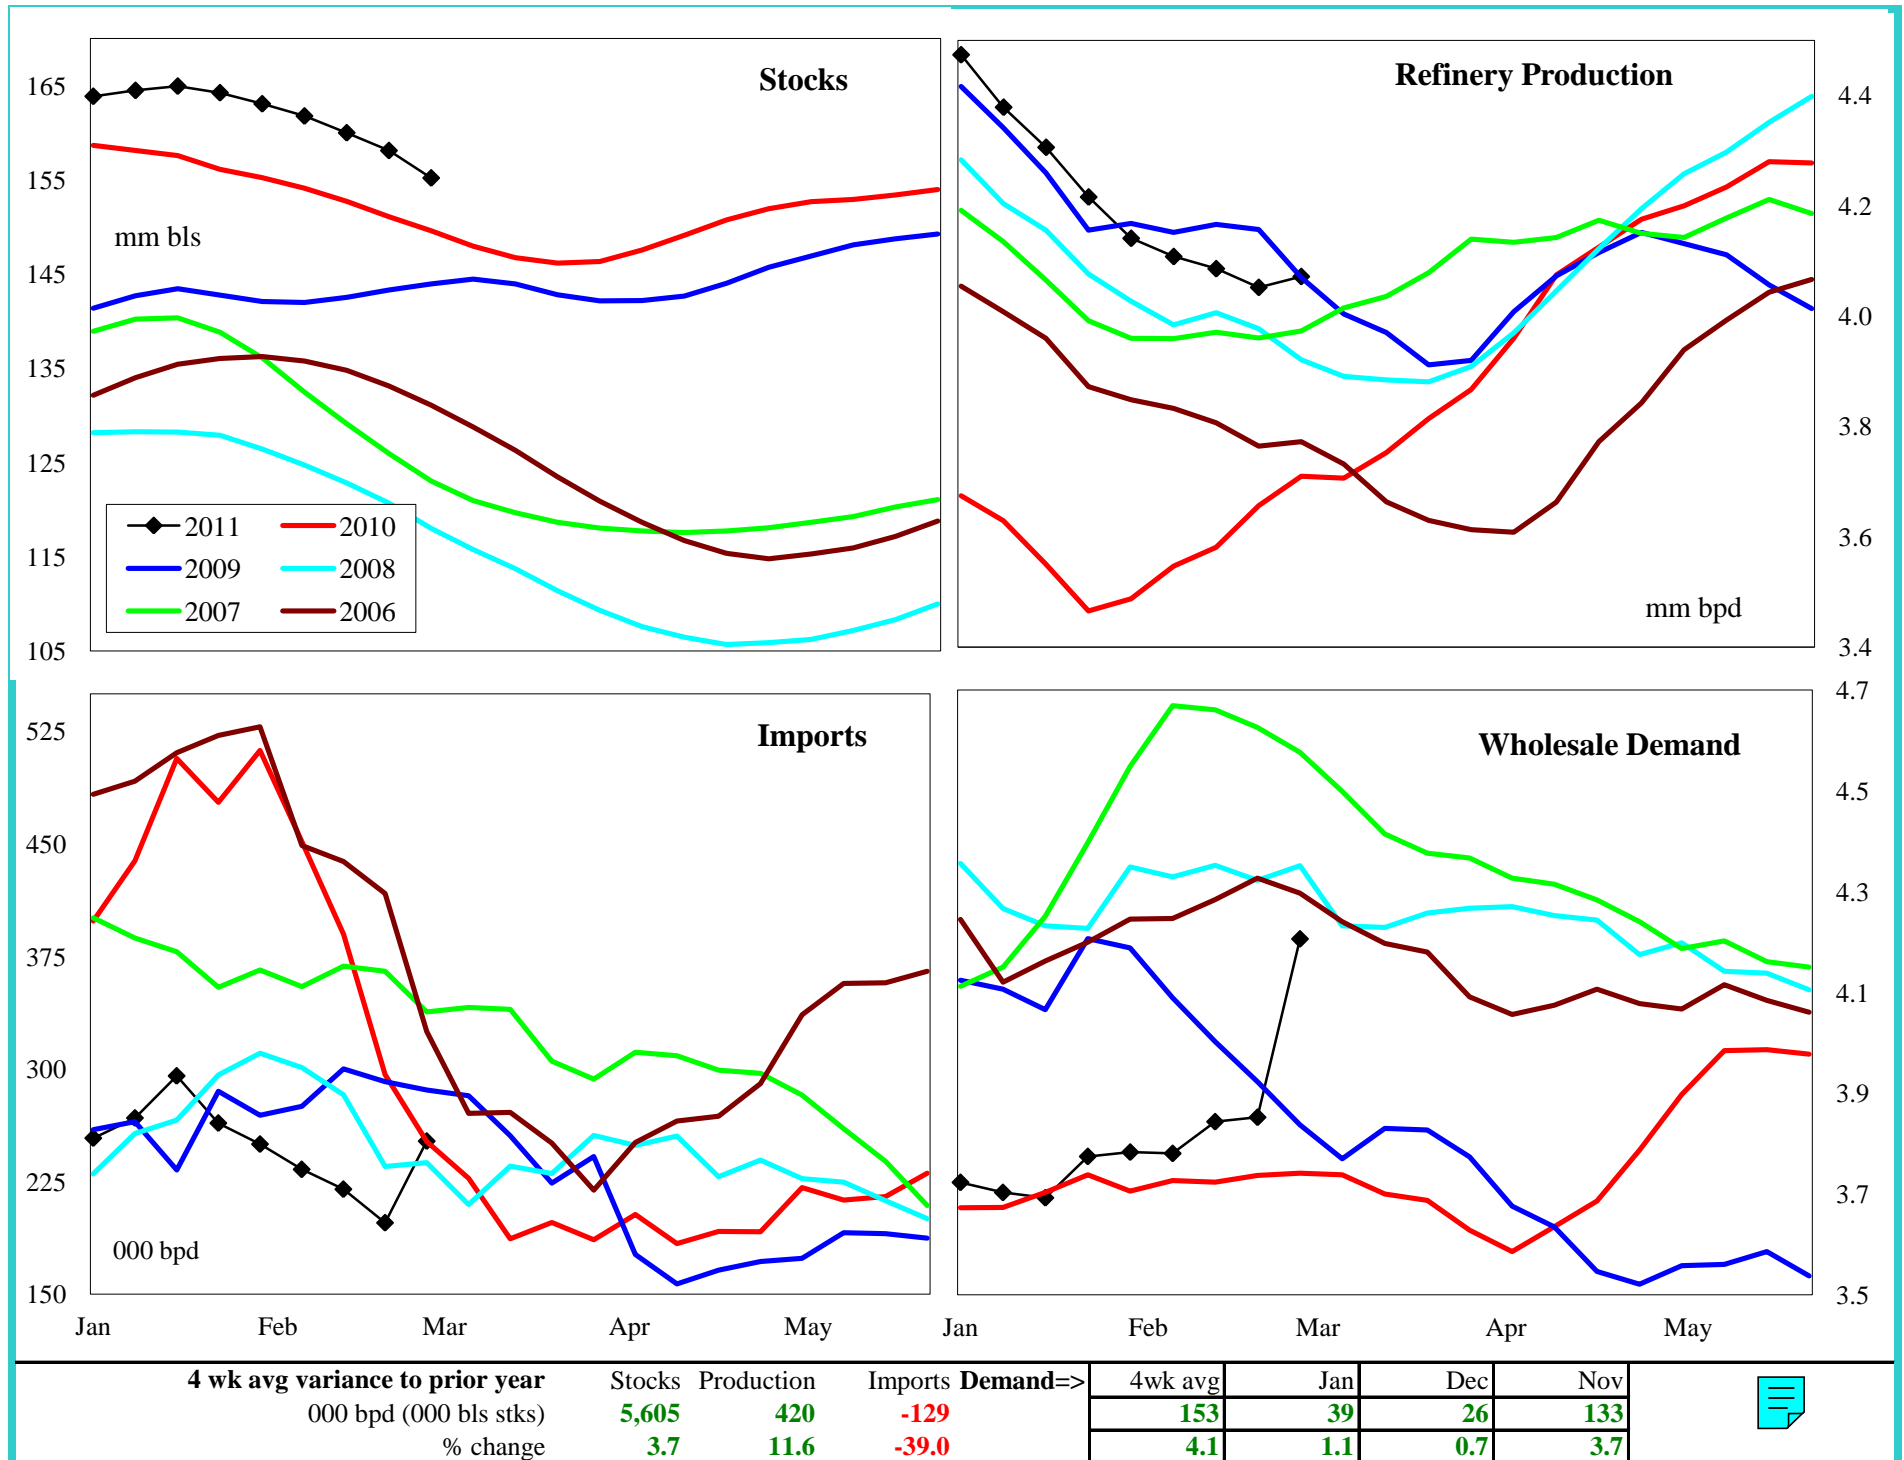 Stocks
165
155
145
135
125
115
105
mm bls
2011 2010
2009 2008
2007 2006
Refinery Production
4.4
4.2
4.0
3.8
3.6
3.4
mm bpd
Imports
525
450
375
300
225
150
000 bpd
Jan Feb Mar Apr May
Wholesale Demand
4.7
4.5
4.3
4.1
3.9
3.7
3.5
Jan Feb Mar Apr May
4 wk avg variance to prior year Stocks Production Imports Demand=> 4wk avg Jan Dec Nov
000 bpd (000 bls stks) 5,605 420 -129 153 39 26 133
% change 3.7 11.6 -39.0 4.1 1.1 0.7 3.7